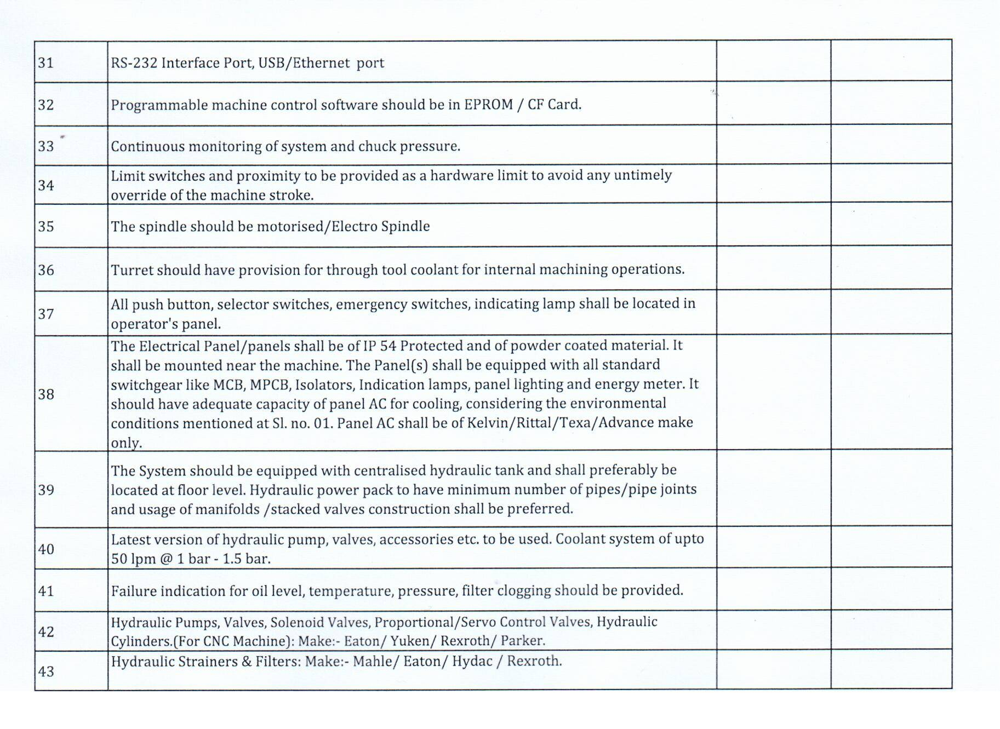 31 RS-232 Interface Port, USB/Ethernet port
32 Programmable machine control software should be in EPROM / CF Card.
33 Continuous monitoring of system and chuck pressure.
34 Limit switches and proximity to be provided as a hardware limit to avoid any untimely
override of the machine stroke.
35 The spindle should be motorised/Electro Spindle
36 Turret should have provision for through tool coolant for internal machining operations.
37 All push button, selector switches, emergency switches, indicating lamp shall be located in
operator's panel.
38 The Electrical Panel/panels shall be of IP 54 Protected and of powder coated material. It
shall be mounted near the machine. The Panel(s) shall be equipped with all standard
switchgear like MCB, MPCB, Isolators, Indication lamps, panel lighting and energy meter. It
should have adequate capacity of panel AC for cooling, considering the environmental
conditions mentioned at Sl. no. 01. Panel AC shall be of Kelvin/Rittal/Texa/Advance make
only.
39 The System should be equipped with centralised hydraulic tank and shall preferably be
located at floor level. Hydraulic power pack to have minimum number of pipes/pipe joints
and usage of manifolds /stacked valves construction shall be preferred.
40 Latest version of hydraulic pump, valves, accessories etc. to be used. Coolant system of upto
50 lpm @ 1 bar - 1.5 bar.
41 Failure indication for oil level, temperature, pressure, filter clogging should be provided.
42 Hydraulic Pumps, Valves, Solenoid Valves, Proportional/Servo Control Valves, Hydraulic
Cylinders.(For CNC Machine): Make:- Eaton/ Yuken/ Rexroth/ Parker.
43 Hydraulic Strainers & Filters: Make:- Mahle/ Eaton/ Hydac / Rexroth.